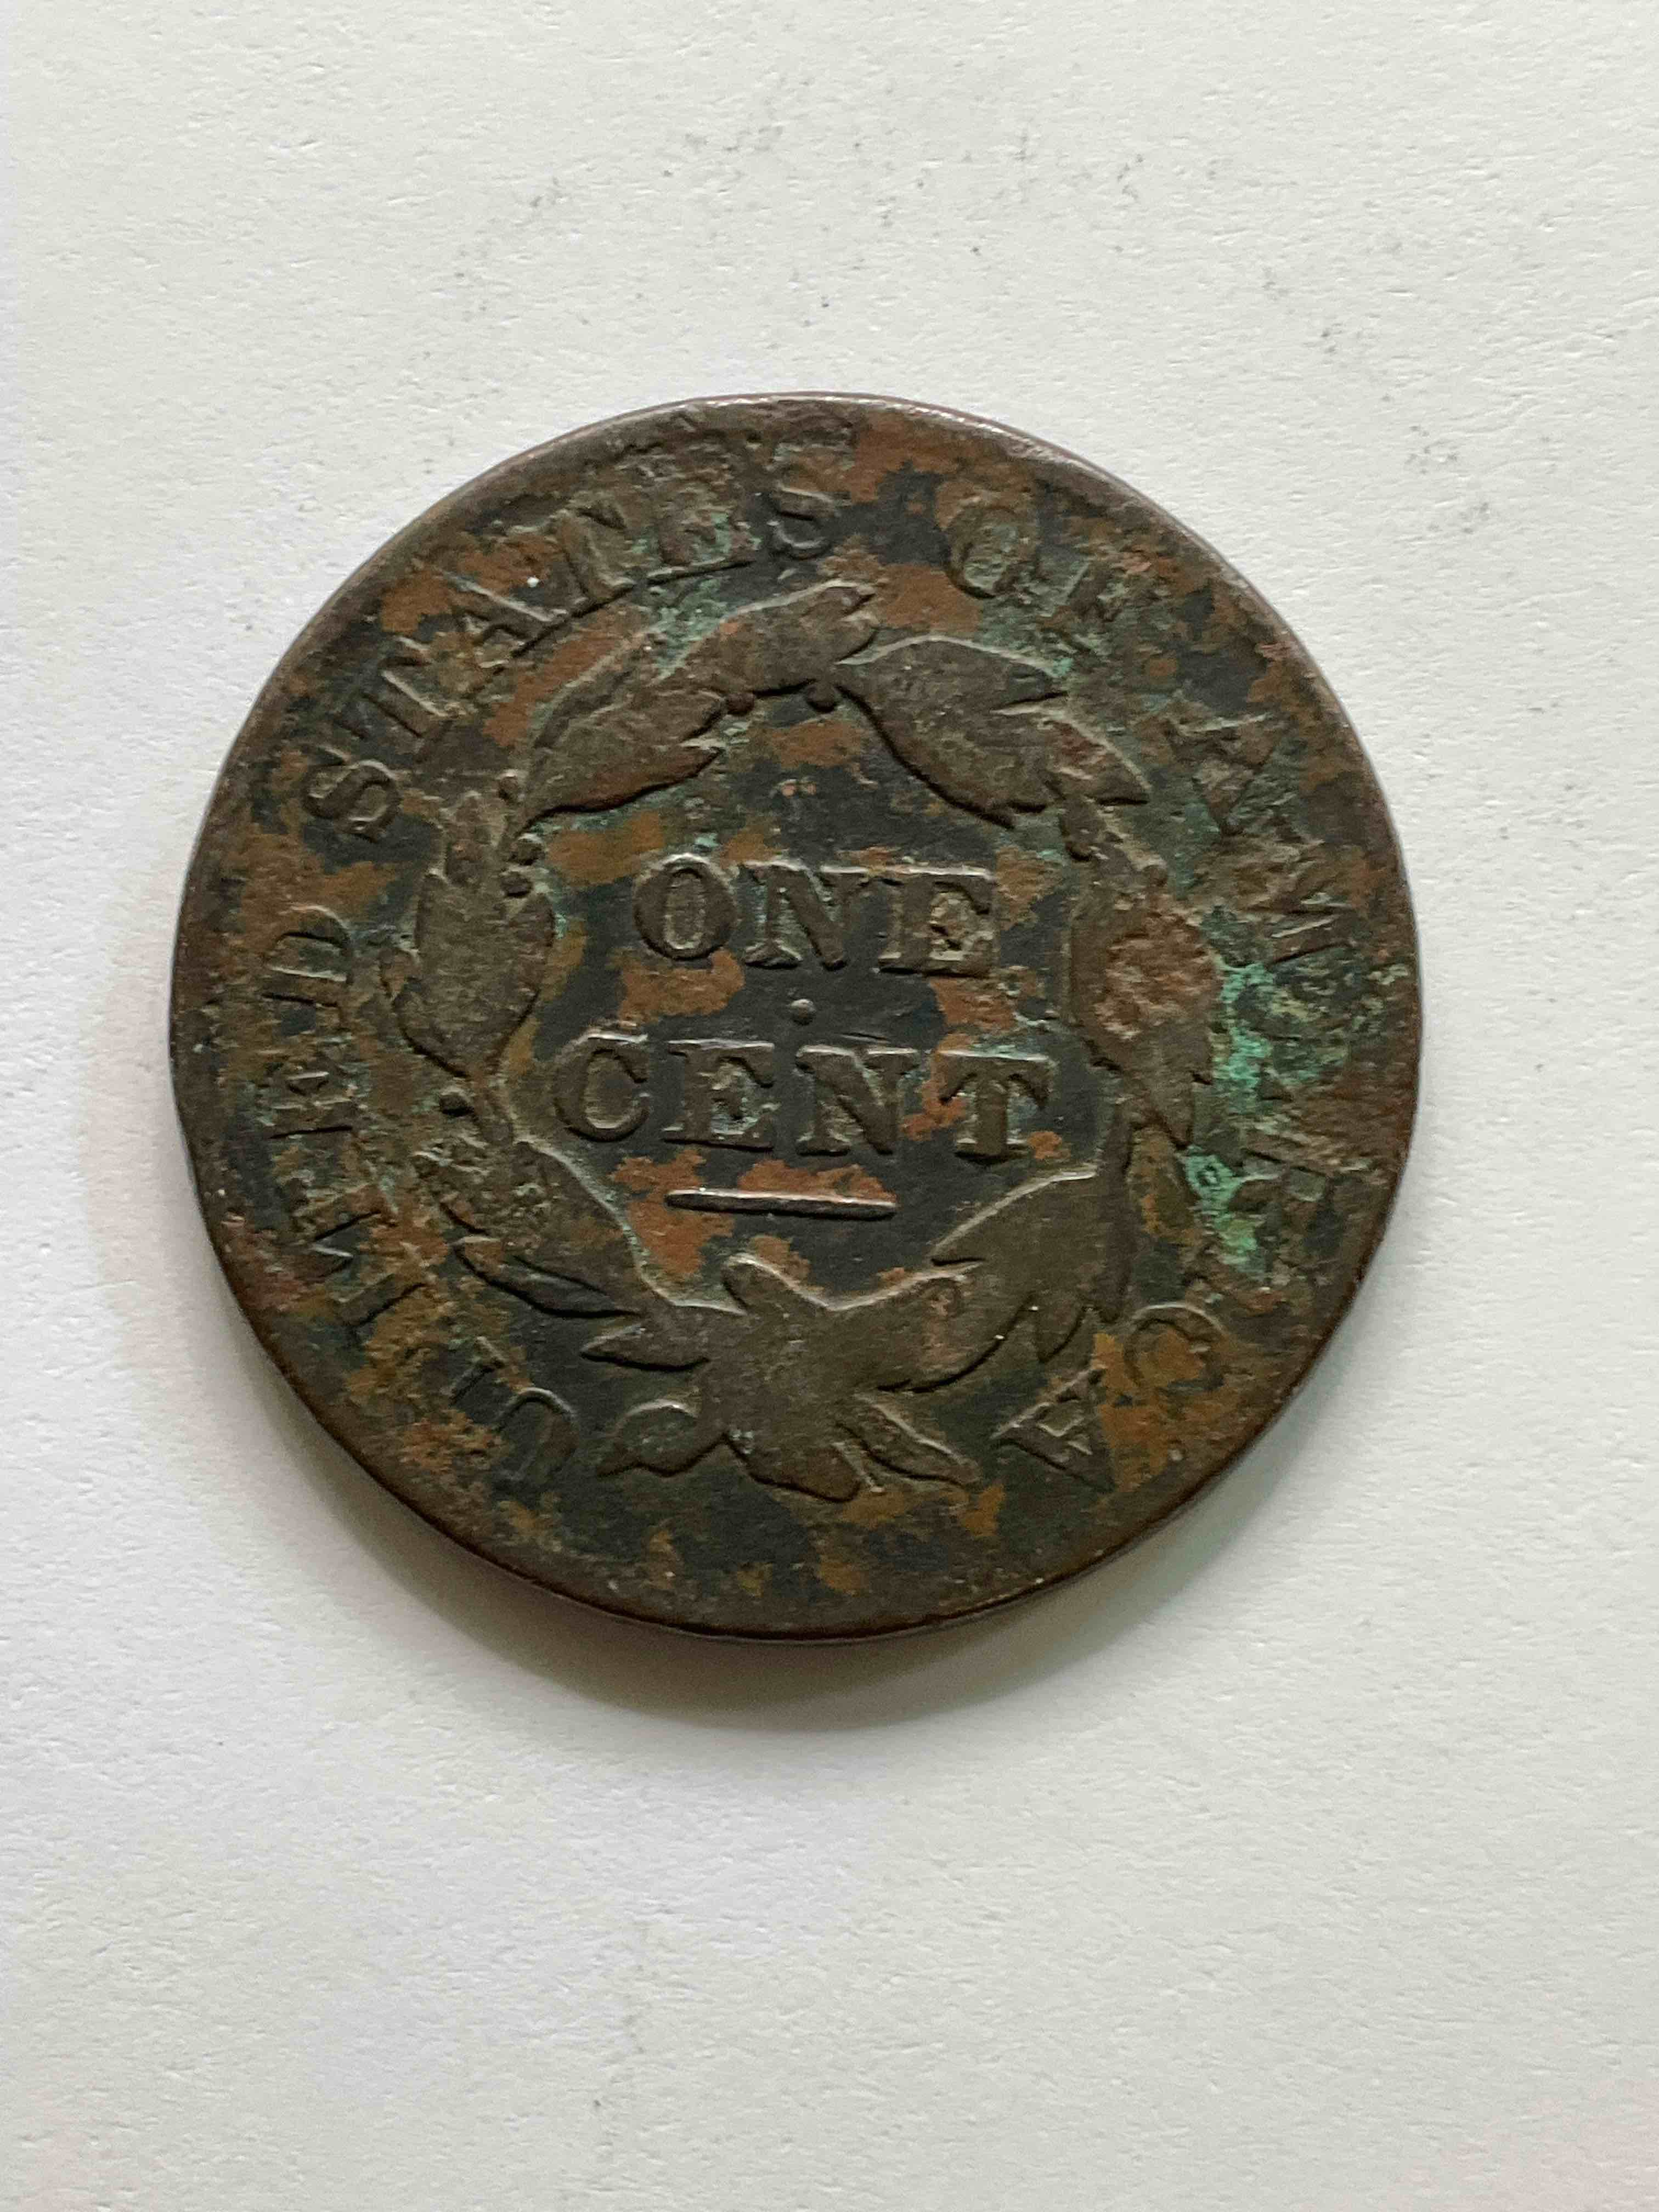 UNITED STATES OF AMERICA
ONE
CENT